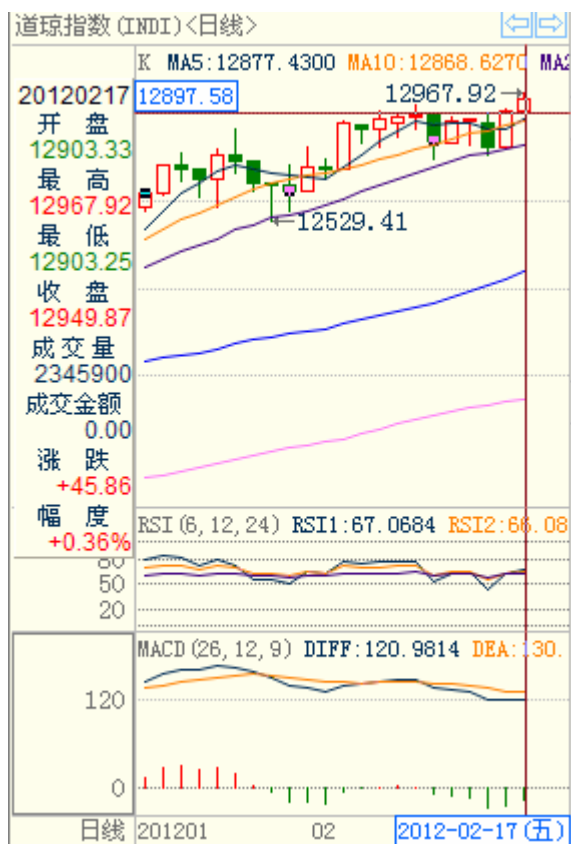 道琼指数(INDI)<日线>
K MA5:12877.4300 MA10:12868.6270 MA2
20120217
12897.58
12967.92
开 盘
12903.33
最 高
12967.92
最 低
12903.25
收 盘
12949.87
成交量
2345900
成交金额
0.00
涨 跌
+45.86
幅 度
+0.36%
12529.41
RSI(6,12,24) RSI1:67.0684 RSI2:66.08
80
50
20
MACD(26,12,9) DIFF:120.9814 DEA:130.
120
0
日线 201201 02 2012-02-17(五)